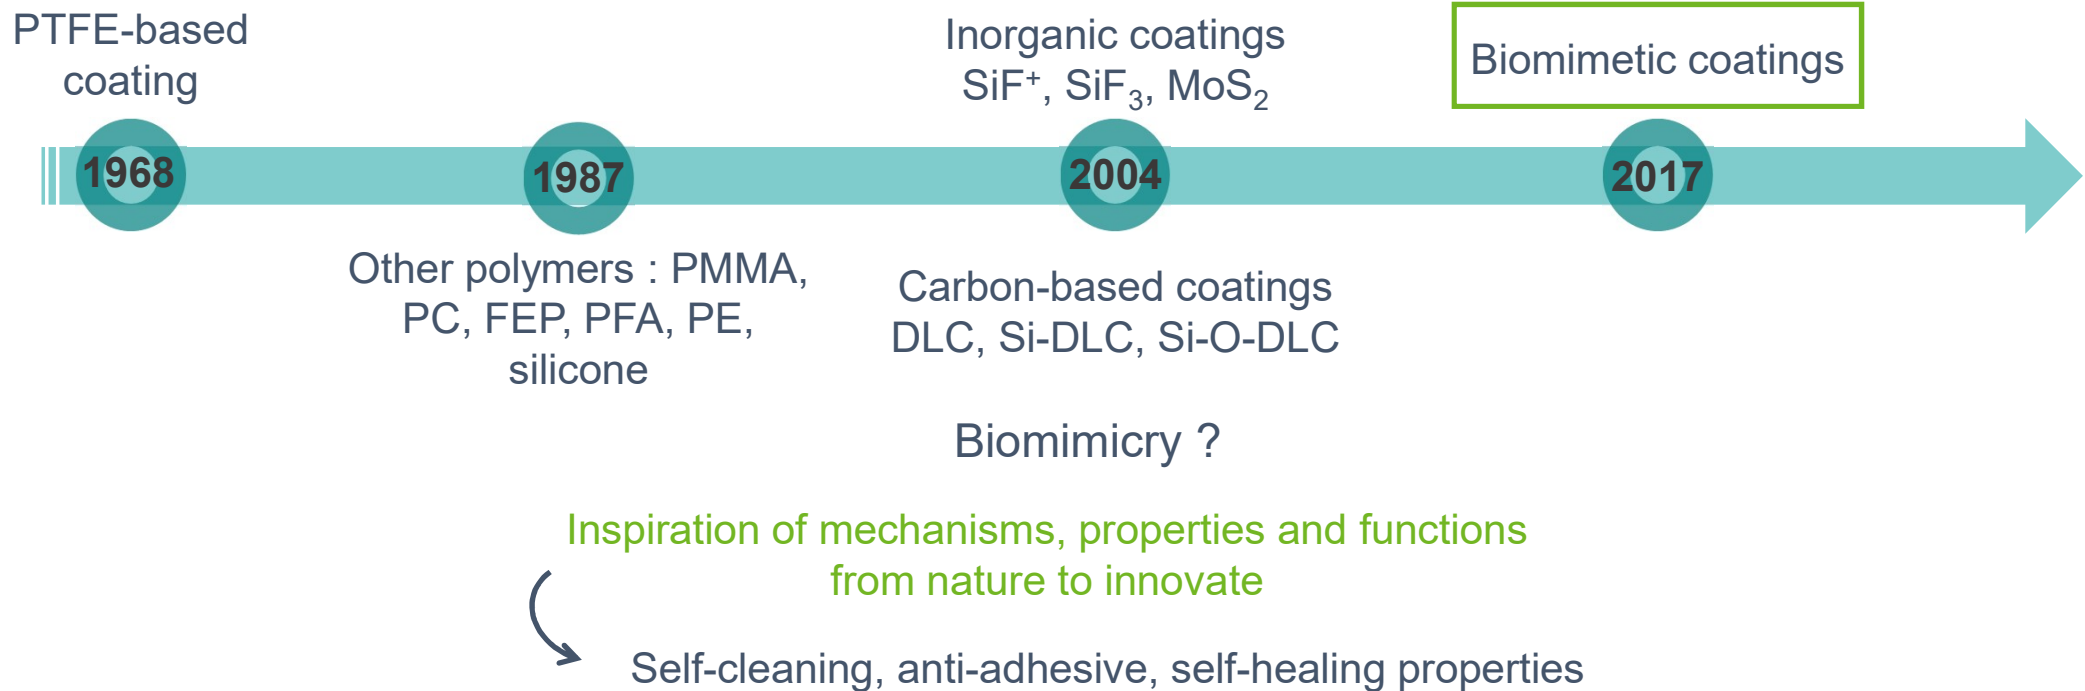 PTFE-based
coating
Inorganic coatings
SiF⁺, SiF₃, MoS₂
Biomimetic coatings
1968
1987
2004
2017
Other polymers : PMMA,
PC, FEP, PFA, PE,
silicone
Carbon-based coatings
DLC, Si-DLC, Si-O-DLC
Biomimicry ?
Inspiration of mechanisms, properties and functions
from nature to innovate
Self-cleaning, anti-adhesive, self-healing properties